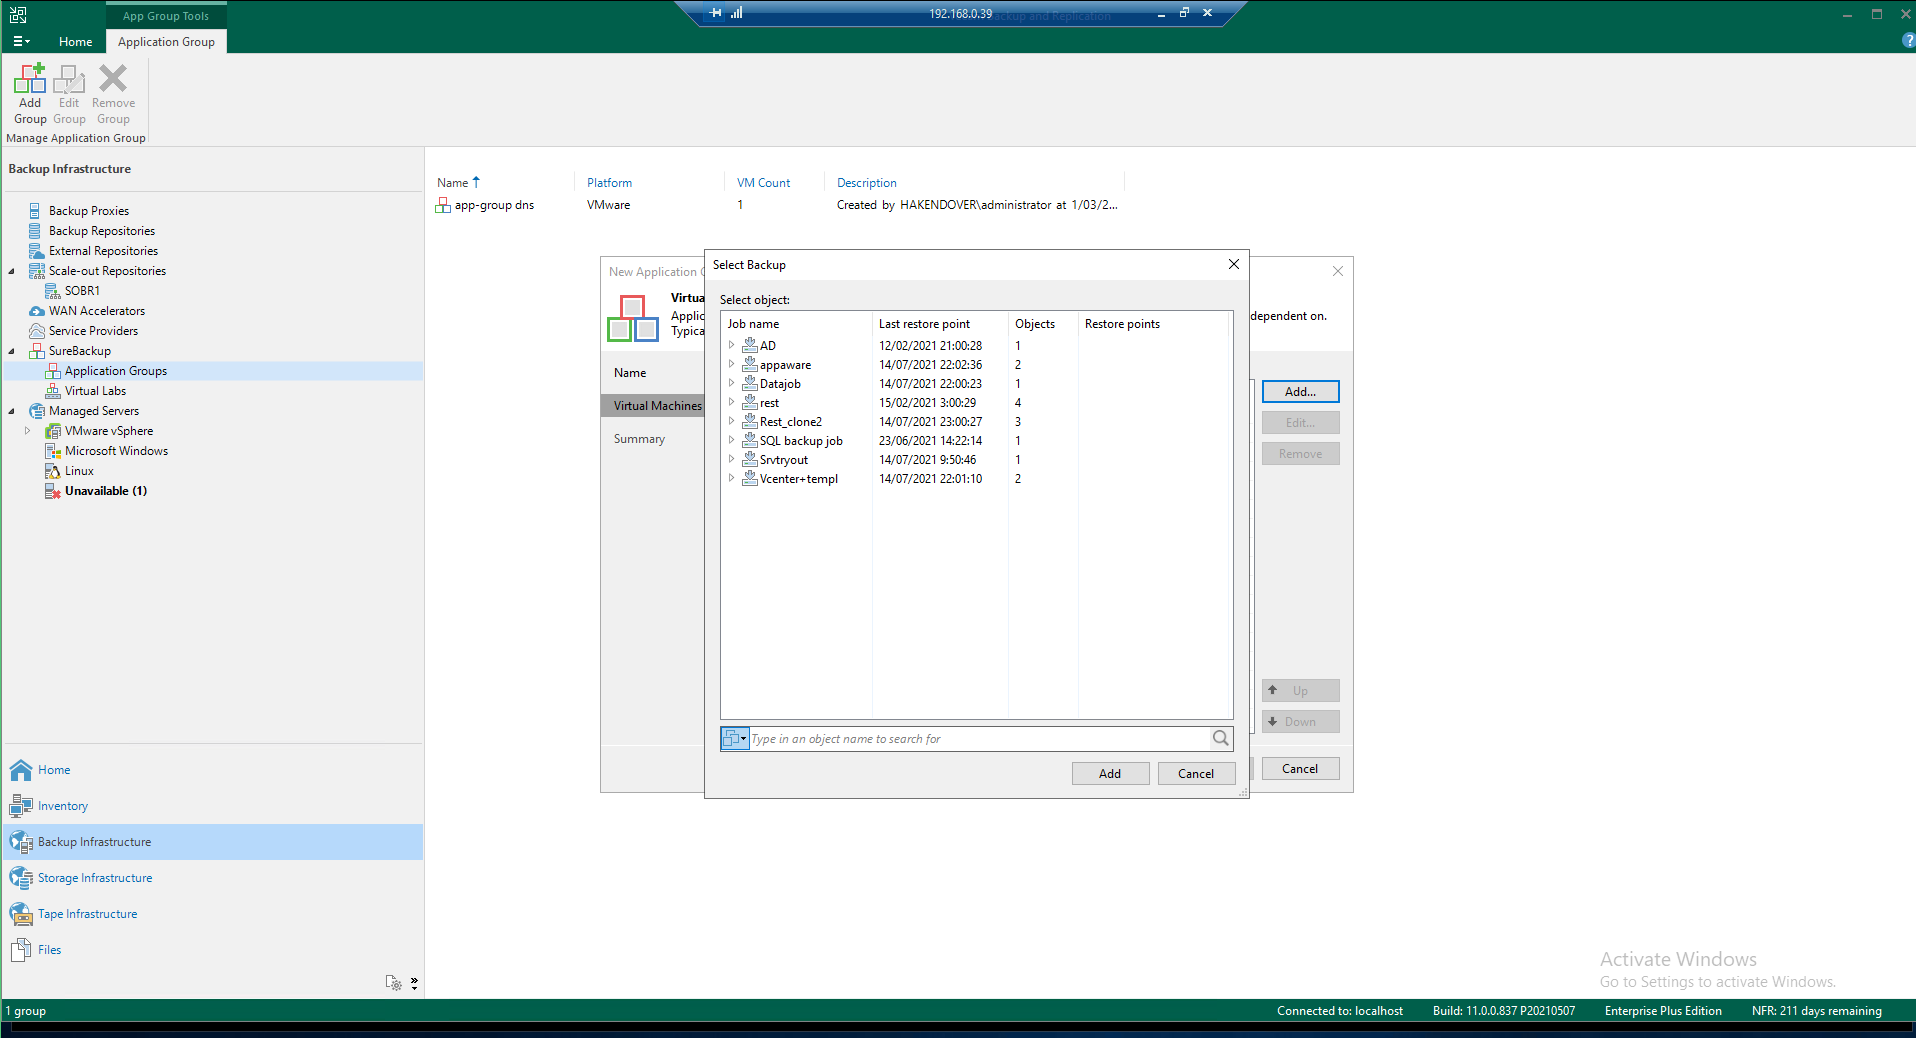 App Group Tools
192.168.0.39
ackup and Replication
Home
Application Group
Add Group
Edit Group
Remove Group
Manage Application Group
Backup Infrastructure
Backup Proxies
Backup Repositories
External Repositories
Scale-out Repositories
SOBR1
WAN Accelerators
Service Providers
SureBackup
Application Groups
Virtual Labs
Managed Servers
VMware vSphere
Microsoft Windows
Linux
Unavailable (1)
Home
Inventory
Backup Infrastructure
Storage Infrastructure
Tape Infrastructure
Files
Name Platform VM Count Description
app-group dns VMware 1 Created by HAKENDOVER\administrator at 1/03/2...
New Application G
Virtua
Applic
Typica
dependent on.
Name
Virtual Machines
Summary
Add...
Edit...
Remove
Up
Down
Cancel
Select Backup
Select object:
Job name Last restore point Objects Restore points
AD 12/02/2021 21:00:28 1
appaware 14/07/2021 22:02:36 2
Datajob 14/07/2021 22:00:23 1
rest 15/02/2021 3:00:29 4
Rest_clone2 14/07/2021 23:00:27 3
SQL backup job 23/06/2021 14:22:14 1
Srvtryout 14/07/2021 9:50:46 1
Vcenter+templ 14/07/2021 22:01:10 2
Type in an object name to search for
Add
Cancel
Activate Windows
Go to Settings to activate Windows.
1 group
Connected to: localhost
Build: 11.0.0.837 P20210507
Enterprise Plus Edition
NFR: 211 days remaining